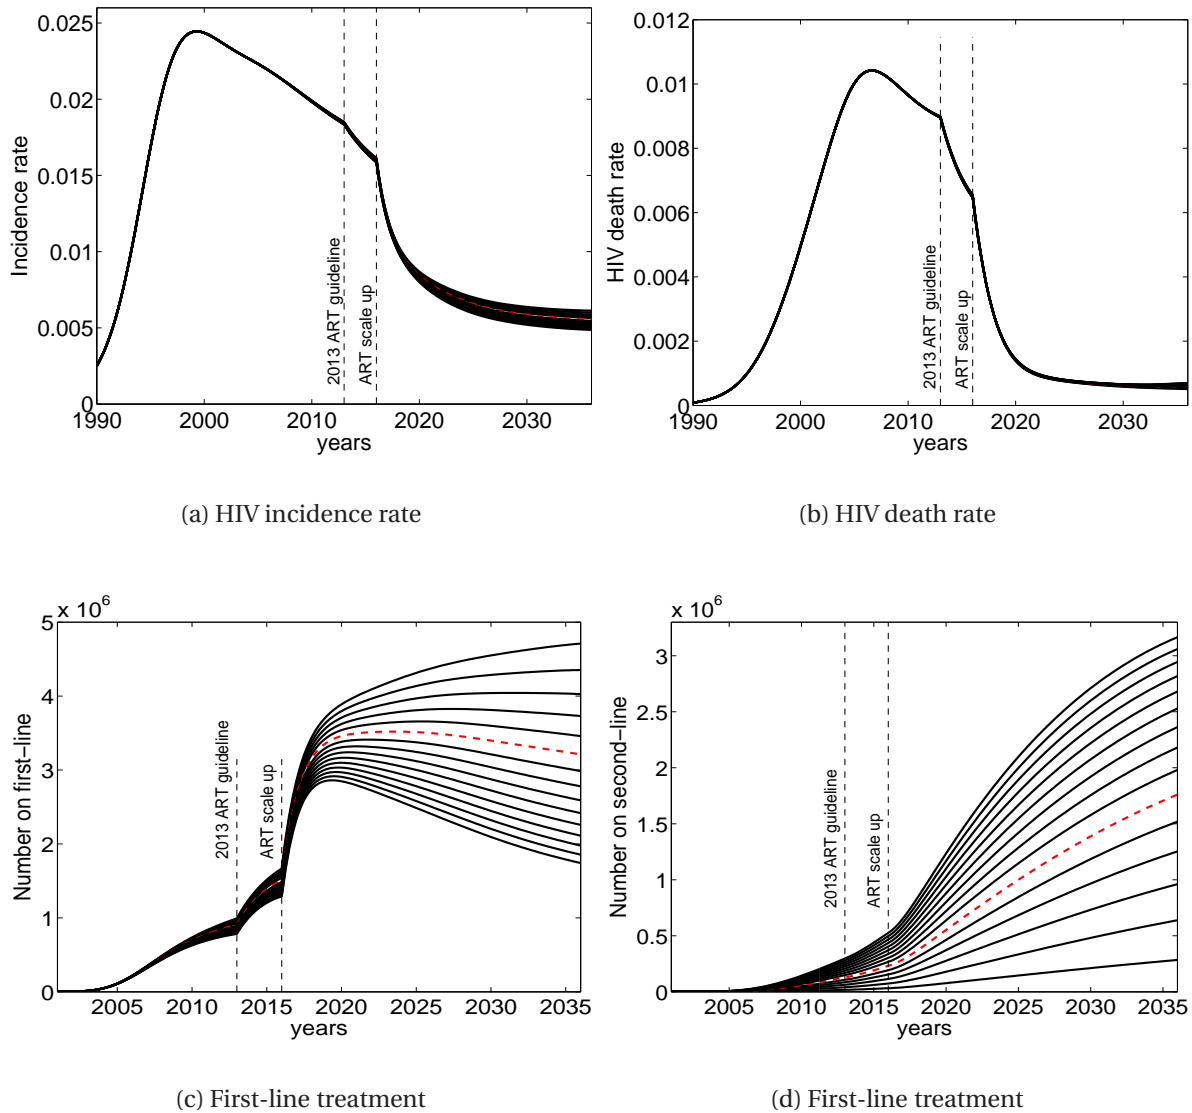 0.025
0.02
0.015
0.01
0.005
0
1990 2000 2010 2020 2030
years
Incidence rate
2013 ART guideline
ART scale up
(a) HIV incidence rate
0.012
0.01
0.008
0.006
0.004
0.002
0
1990 2000 2010 2020 2030
years
HIV death rate
2013 ART guideline
ART scale up
(b) HIV death rate
x 10^6
5
4
3
2
1
0
2005 2010 2015 2020 2025 2030 2035
years
Number on first-line
2013 ART guideline
ART scale up
(c) First-line treatment
x 10^6
3
2.5
2
1.5
1
0.5
0
2005 2010 2015 2020 2025 2030 2035
years
Number on second-line
2013 ART guideline
ART scale up
(d) First-line treatment